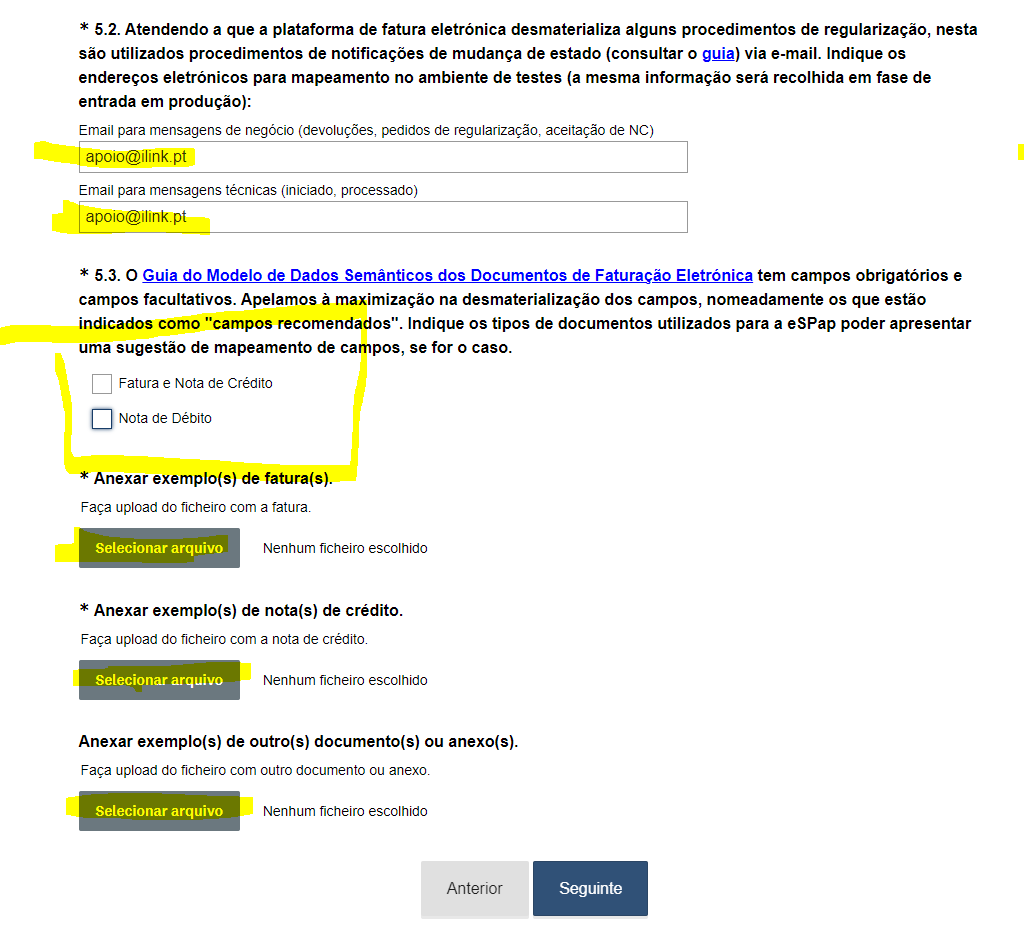 * 5.2. Atendendo a que a plataforma de fatura eletrónica desmaterializa alguns procedimentos de regularização, nesta
são utilizados procedimentos de notificações de mudança de estado (consultar o guia) via e-mail. Indique os
endereços eletrónicos para mapeamento no ambiente de testes (a mesma informação será recolhida em fase de
entrada em produção):
Email para mensagens de negócio (devoluções, pedidos de regularização, aceitação de NC)
apoio@ilink.pt
Email para mensagens técnicas (iniciado, processado)
apoio@ilink.pt
* 5.3. O Guia do Modelo de Dados Semânticos dos Documentos de Faturação Eletrónica tem campos obrigatórios e
campos facultativos. Apelamos à maximização na desmaterialização dos campos, nomeadamente os que estão
indicados como "campos recomendados". Indique os tipos de documentos utilizados para a eSPap poder apresentar
uma sugestão de mapeamento de campos, se for o caso.
Fatura e Nota de Crédito
Nota de Débito
* Anexar exemplo(s) de fatura(s).
Faça upload do ficheiro com a fatura.
Selecionar arquivo Nenhum ficheiro escolhido
* Anexar exemplo(s) de nota(s) de crédito.
Faça upload do ficheiro com a nota de crédito.
Selecionar arquivo Nenhum ficheiro escolhido
Anexar exemplo(s) de outro(s) documento(s) ou anexo(s).
Faça upload do ficheiro com outro documento ou anexo.
Selecionar arquivo Nenhum ficheiro escolhido
Anterior Seguinte